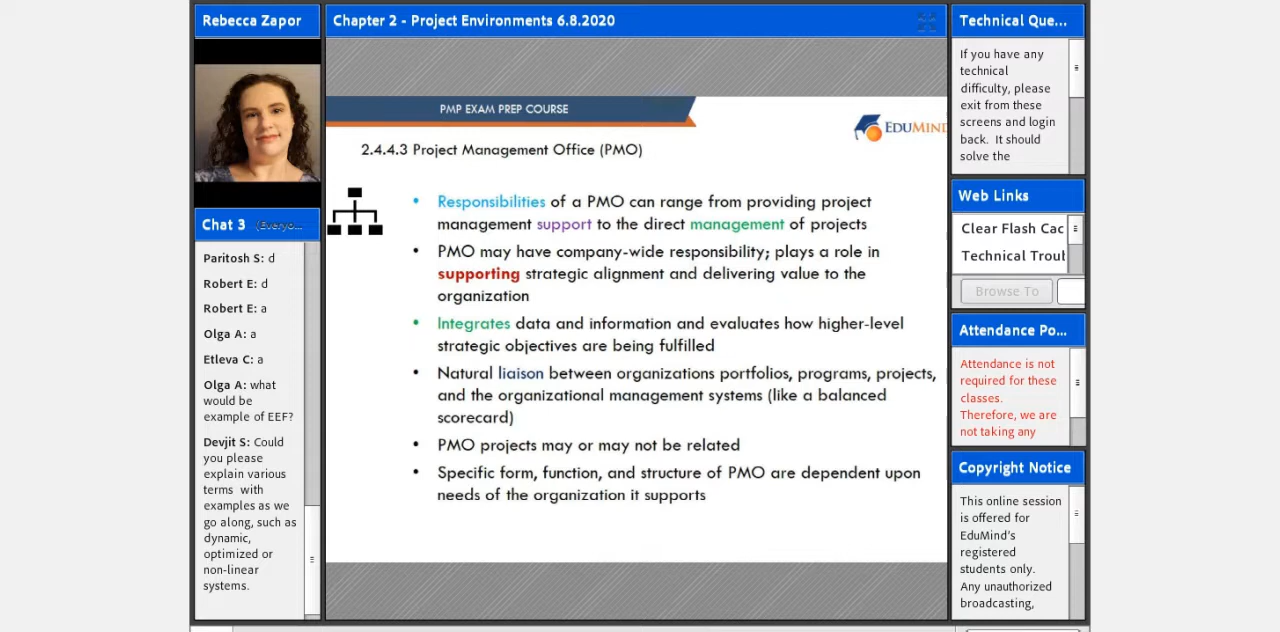 Rebecca Zapor
Chat 3 (Everyo...
Paritosh S: d
Robert E: d
Robert E: a
Olga A: a
Etleva C: a
Olga A: what
would be
example of EEF?
Devjit S: Could
you please
explain various
terms with
examples as we
go along, such as
dynamic,
optimized or
non-linear
systems.
Chapter 2 - Project Environments 6.8.2020
PMP EXAM PREP COURSE
EDUMIND
2.4.4.3 Project Management Office (PMO)
• Responsibilities of a PMO can range from providing project
management support to the direct management of projects
• PMO may have company-wide responsibility; plays a role in
supporting strategic alignment and delivering value to the
organization
• Integrates data and information and evaluates how higher-level
strategic objectives are being fulfilled
• Natural liaison between organizations portfolios, programs, projects,
and the organizational management systems (like a balanced
scorecard)
• PMO projects may or may not be related
• Specific form, function, and structure of PMO are dependent upon
needs of the organization it supports
Technical Que...
If you have any
technical
difficulty, please
exit from these
screens and login
back. It should
solve the
Web Links
Clear Flash Cac
Technical Troub
Browse To
Attendance Po...
Attendance is not
required for these
classes.
Therefore, we are
not taking any
Copyright Notice
This online session
is offered for
EduMind's
registered
students only.
Any unauthorized
broadcasting,